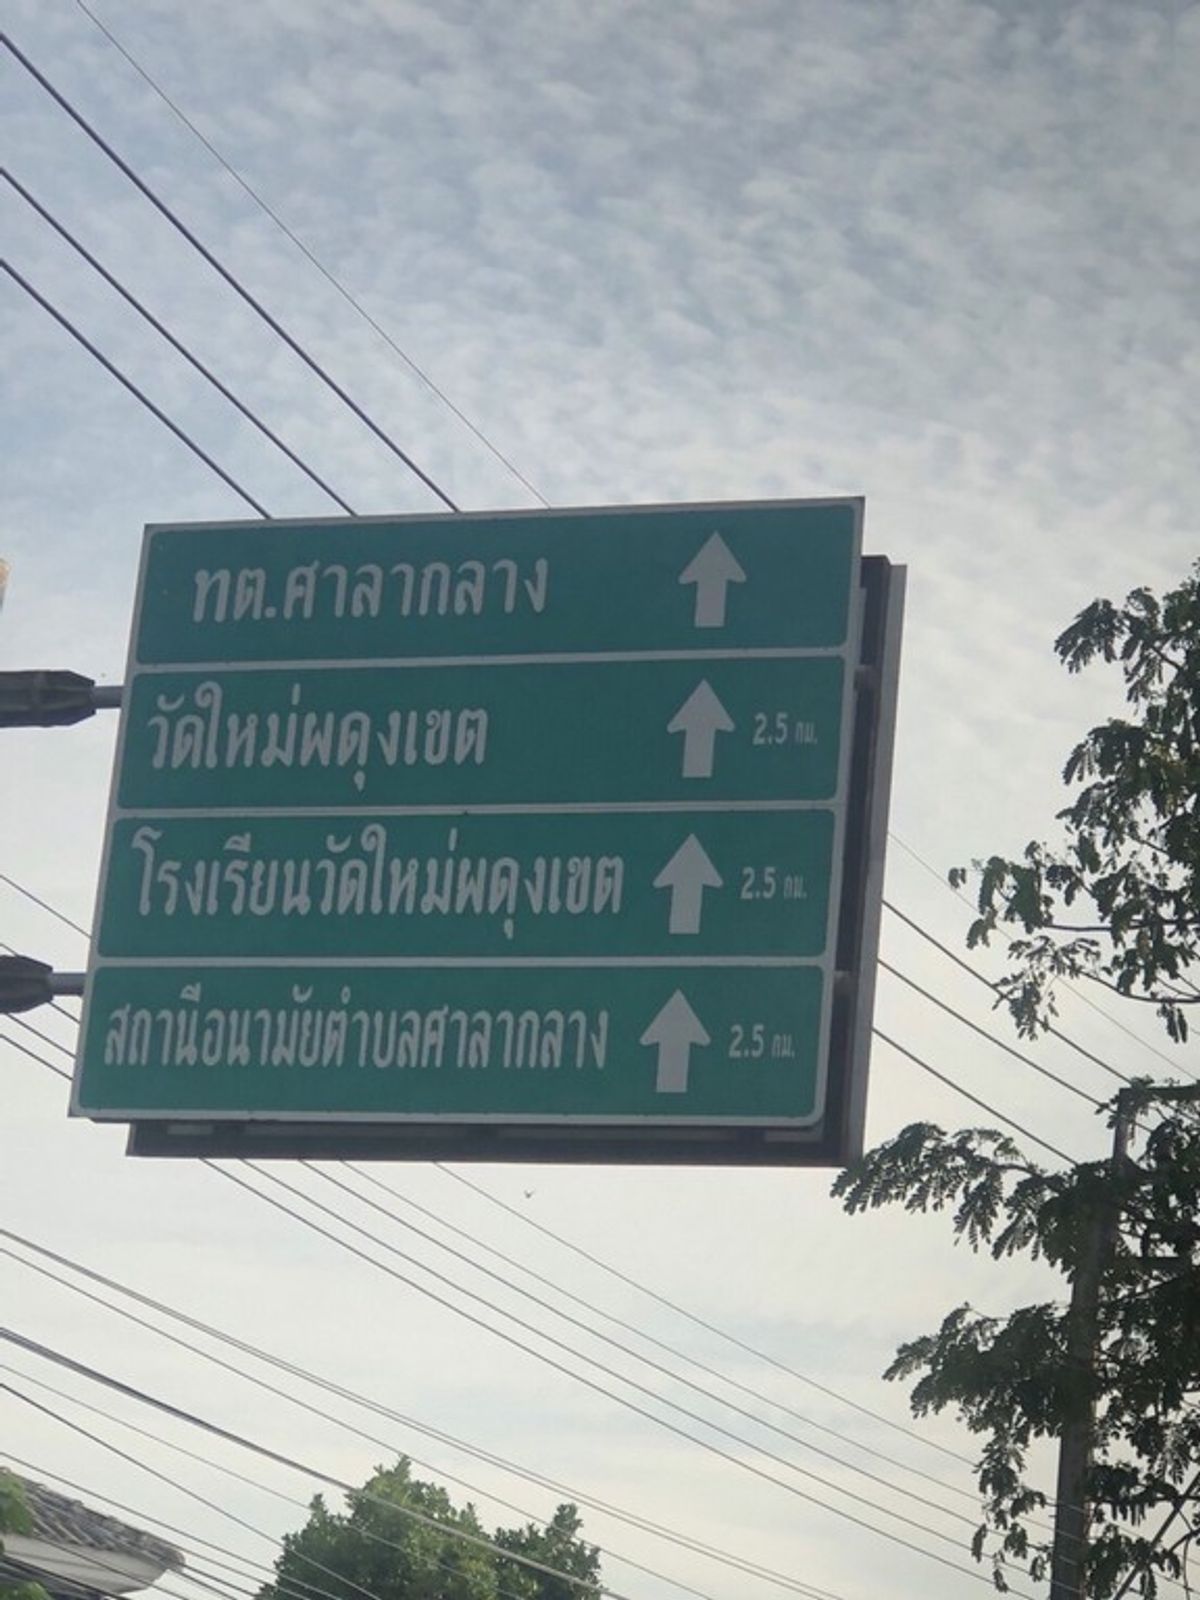 ทต.ศาลากลาง
วัดใหม่ผดุงเขต 2.5 กม.
โรงเรียนวัดใหม่ผดุงเขต 2.5 กม.
สถานีอนามัยตำบลศาลากลาง 2.5 กม.